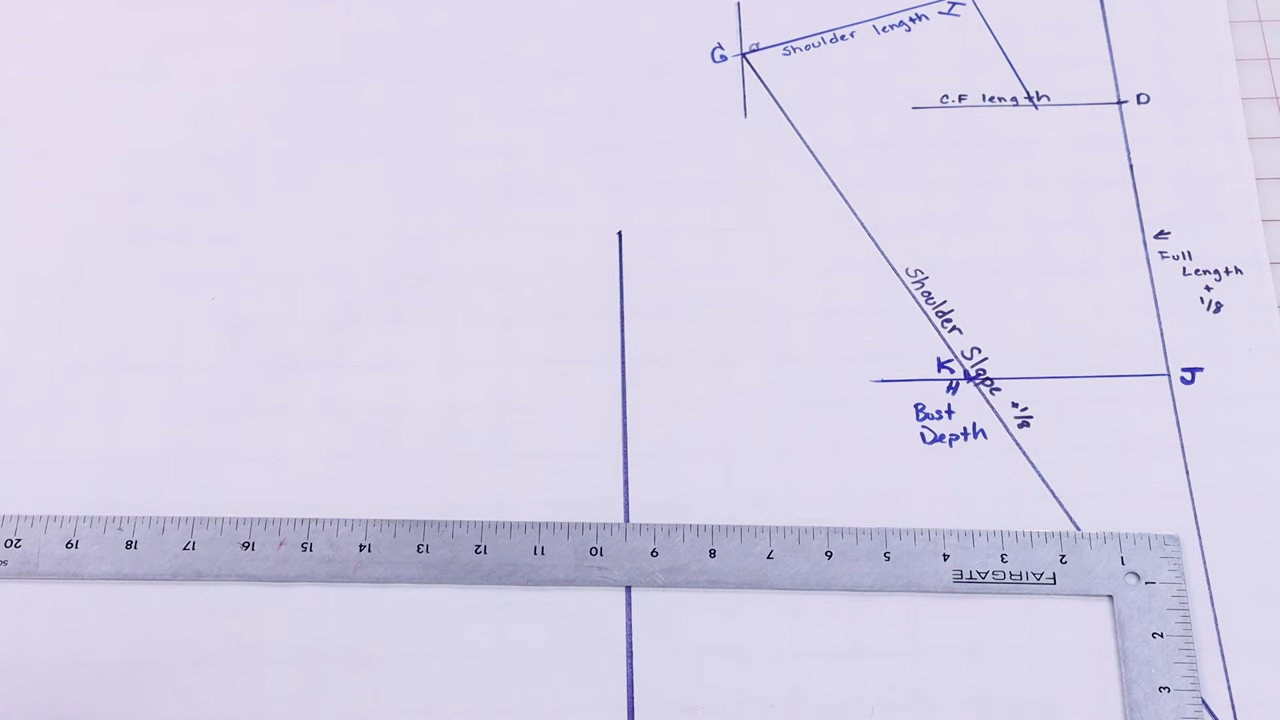 I
G
Shoulder length
C.F length
D
←
Full
Length
+
1/8
Shoulder Slope +1/8
K
J
H
Bust
Depth
20 19 18 17 16 15 14 13 12 11 10 9 8 7 6 5 4 3 2 1
FAIRGATE
1
2
3